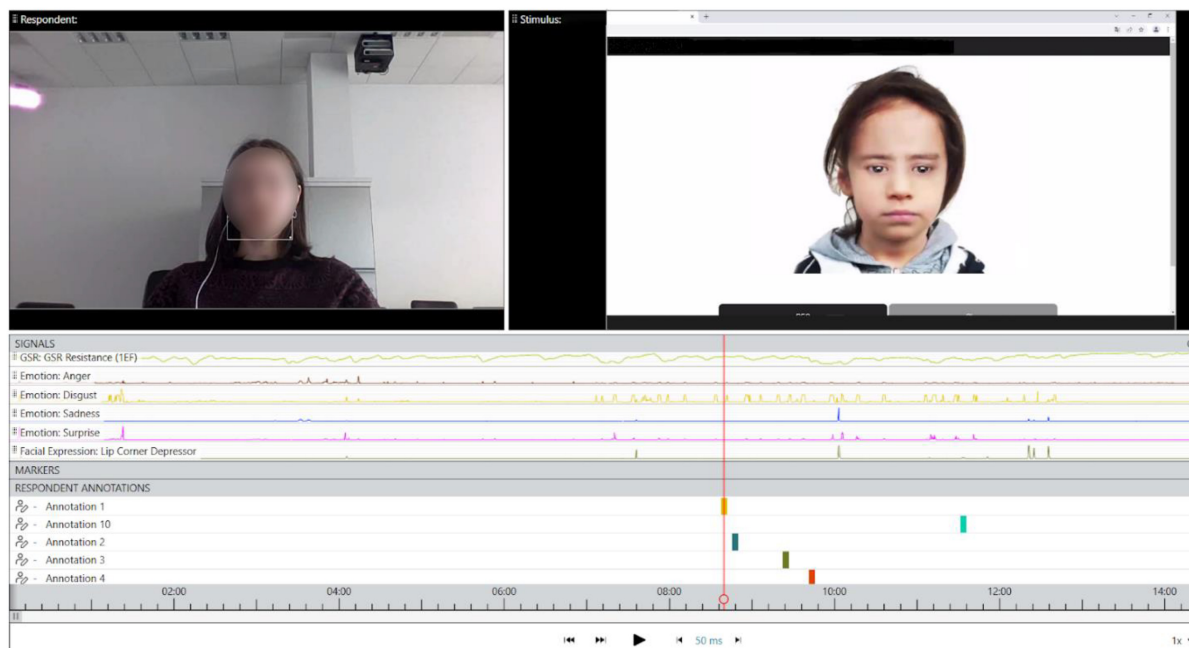 Respondent:
Stimulus:
SIGNALS
GSR: GSR Resistance (1EF)
Emotion: Anger
Emotion: Disgust
Emotion: Sadness
Emotion: Surprise
Facial Expression: Lip Corner Depressor
MARKERS
RESPONDENT ANNOTATIONS
- Annotation 1
- Annotation 10
- Annotation 2
- Annotation 3
- Annotation 4
02:00 04:00 06:00 08:00 10:00 12:00 14:00
50 ms 1x